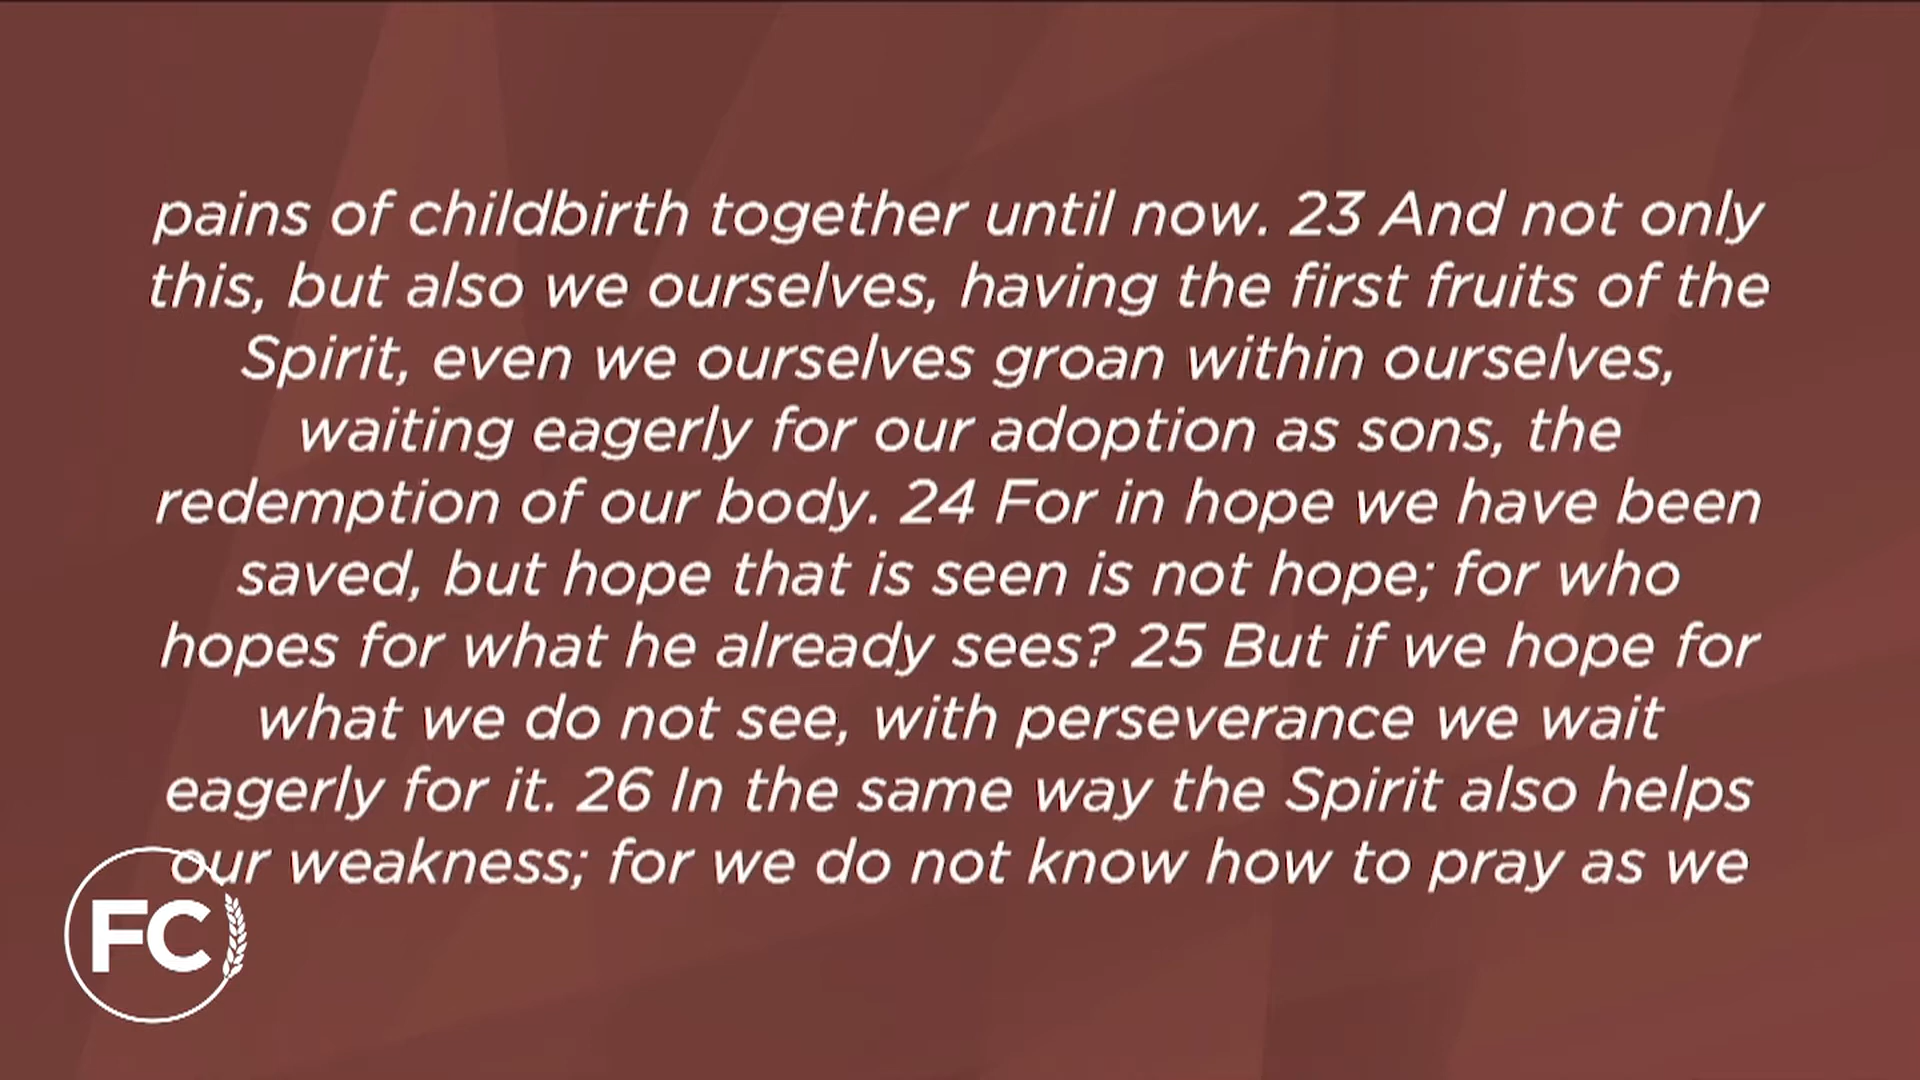 pains of childbirth together until now. 23 And not only
this, but also we ourselves, having the first fruits of the
Spirit, even we ourselves groan within ourselves,
waiting eagerly for our adoption as sons, the
redemption of our body. 24 For in hope we have been
saved, but hope that is seen is not hope; for who
hopes for what he already sees? 25 But if we hope for
what we do not see, with perseverance we wait
eagerly for it. 26 In the same way the Spirit also helps
our weakness; for we do not know how to pray as we
FC